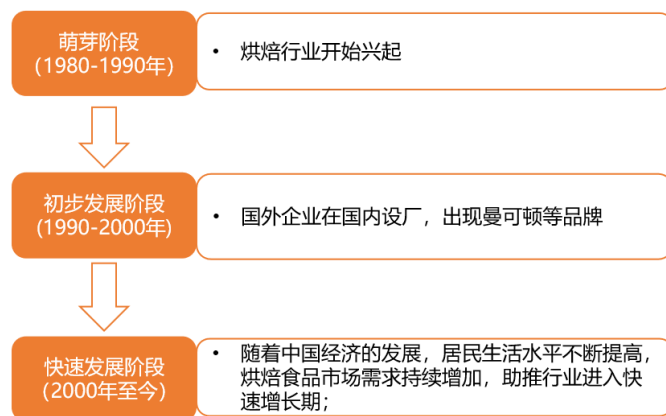 萌芽阶段
(1980-1990年)
• 烘焙行业开始兴起
初步发展阶段
(1990-2000年)
• 国外企业在国内设厂，出现曼可顿等品牌
快速发展阶段
(2000年至今)
• 随着中国经济的发展，居民生活水平不断提高，
烘焙食品市场需求持续增加，助推行业进入快
速增长期；